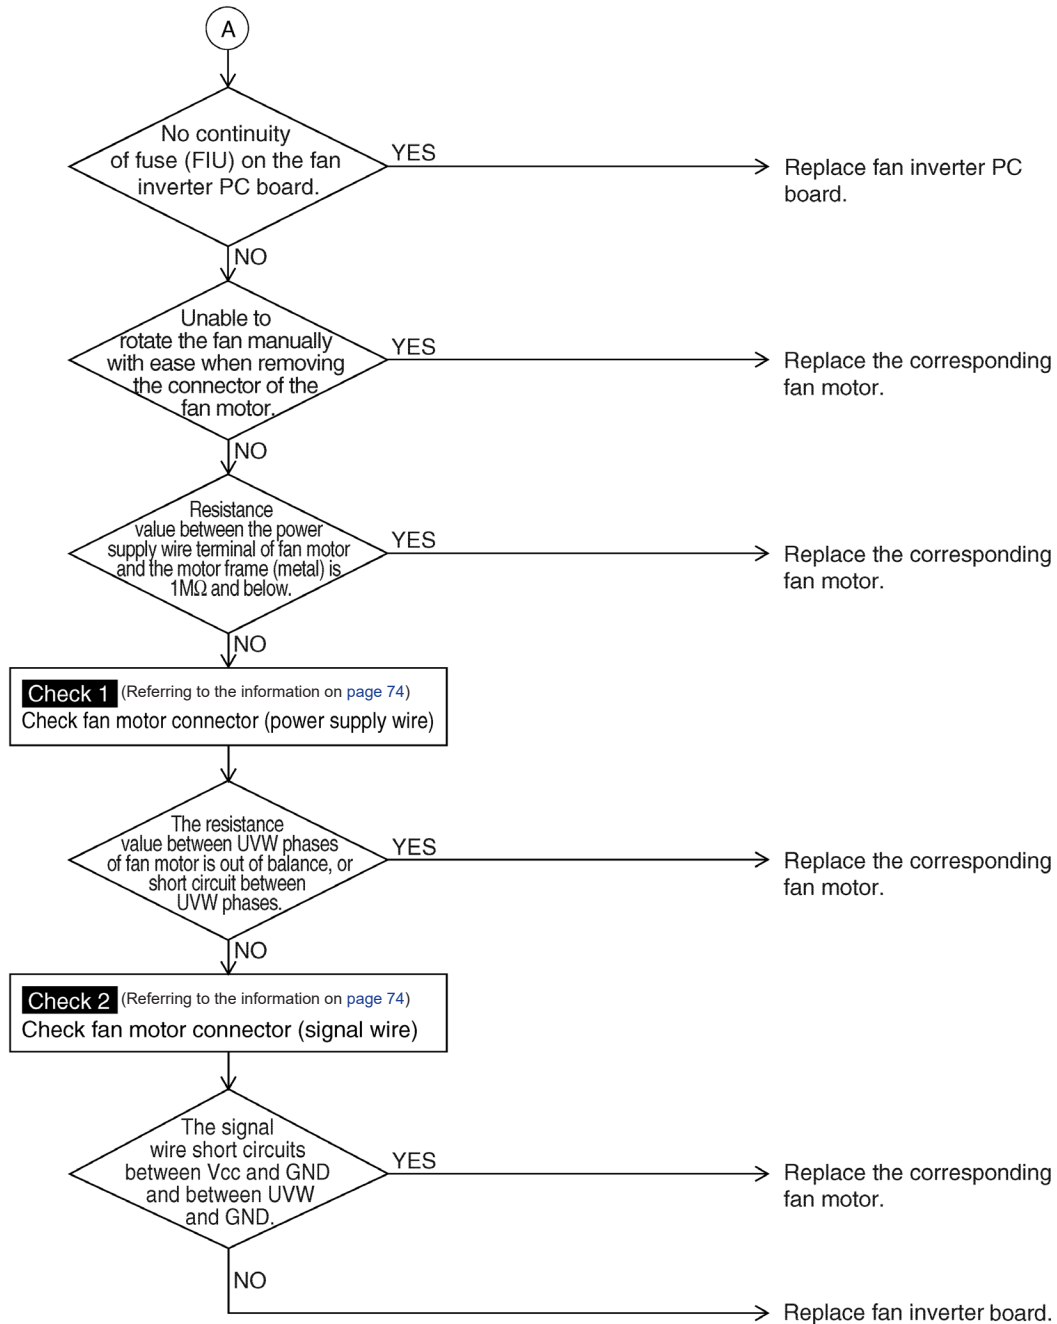 A
No continuity
of fuse (FIU) on the fan
inverter PC board.
YES
Replace fan inverter PC
board.
NO
Unable to
rotate the fan manually
with ease when removing
the connector of the
fan motor.
YES
Replace the corresponding
fan motor.
NO
Resistance
value between the power
supply wire terminal of fan motor
and the motor frame (metal) is
1MΩ and below.
YES
Replace the corresponding
fan motor.
NO
Check 1 (Referring to the information on page 74)
Check fan motor connector (power supply wire)
The resistance
value between UVW phases
of fan motor is out of balance, or
short circuit between
UVW phases.
YES
Replace the corresponding
fan motor.
NO
Check 2 (Referring to the information on page 74)
Check fan motor connector (signal wire)
The signal
wire short circuits
between Vcc and GND
and between UVW
and GND.
YES
Replace the corresponding
fan motor.
NO
Replace fan inverter board.